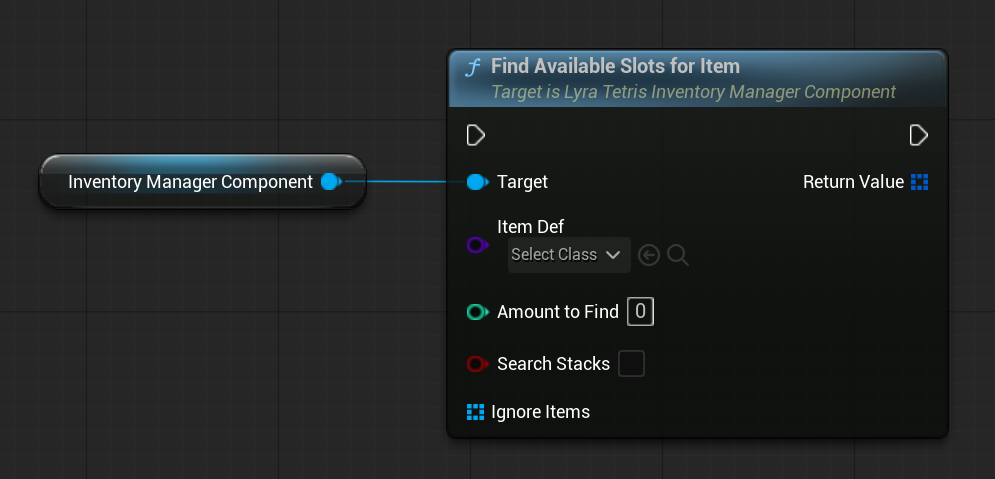 Find Available Slots for Item
Target is Lyra Tetris Inventory Manager Component
Inventory Manager Component
Target
Return Value
Item Def
Select Class
Amount to Find 0
Search Stacks
Ignore Items